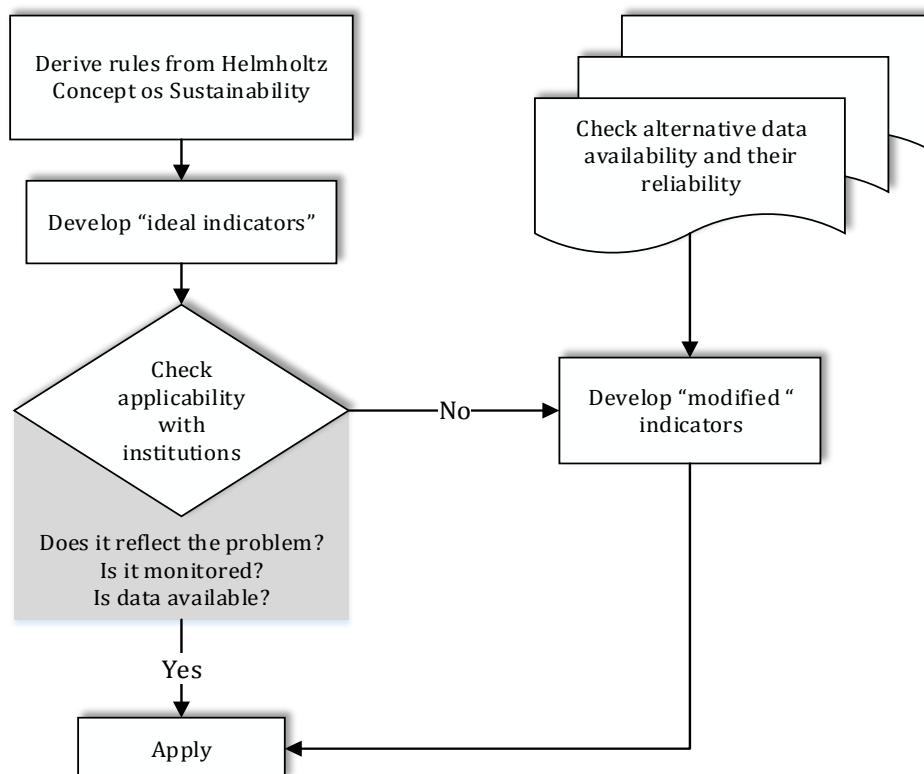 Derive rules from Helmholtz
Concept os Sustainability
Develop “ideal indicators”
Check
applicability
with
institutions
Does it reflect the problem?
Is it monitored?
Is data available?
Yes
Apply
No
Check alternative data
availability and their
reliability
Develop “modified “
indicators